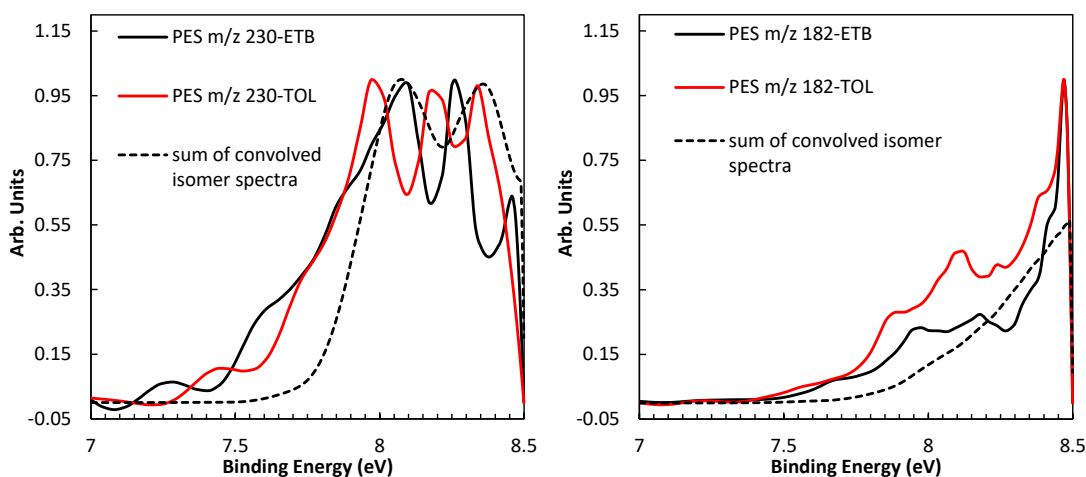 1.15
0.95
0.75
0.55
0.35
0.15
-0.05
Arb. Units
PES m/z 230-ETB
PES m/z 230-TOL
sum of convolved
isomer spectra
7
7.5
8
8.5
Binding Energy (eV)
1.15
0.95
0.75
0.55
0.35
0.15
-0.05
Arb. Units
PES m/z 182-ETB
PES m/z 182-TOL
sum of convolved isomer
spectra
7
7.5
8
8.5
Binding Energy (eV)